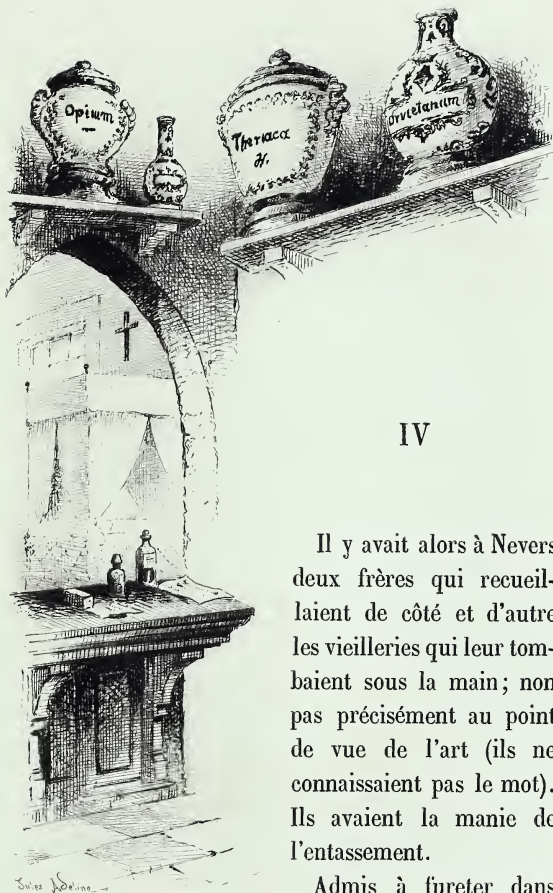 Opium
Theriaca
Orvietanum
IV
Il y avait alors à Nevers
deux frères qui recueil-
laient de côté et d'autre
les vieilleries qui leur tom-
baient sous la main; non
pas précisément au point
de vue de l'art (ils ne
connaissaient pas le mot).
Ils avaient la manie de
l'entassement.
Admis à fureter dans
Jules Adeline